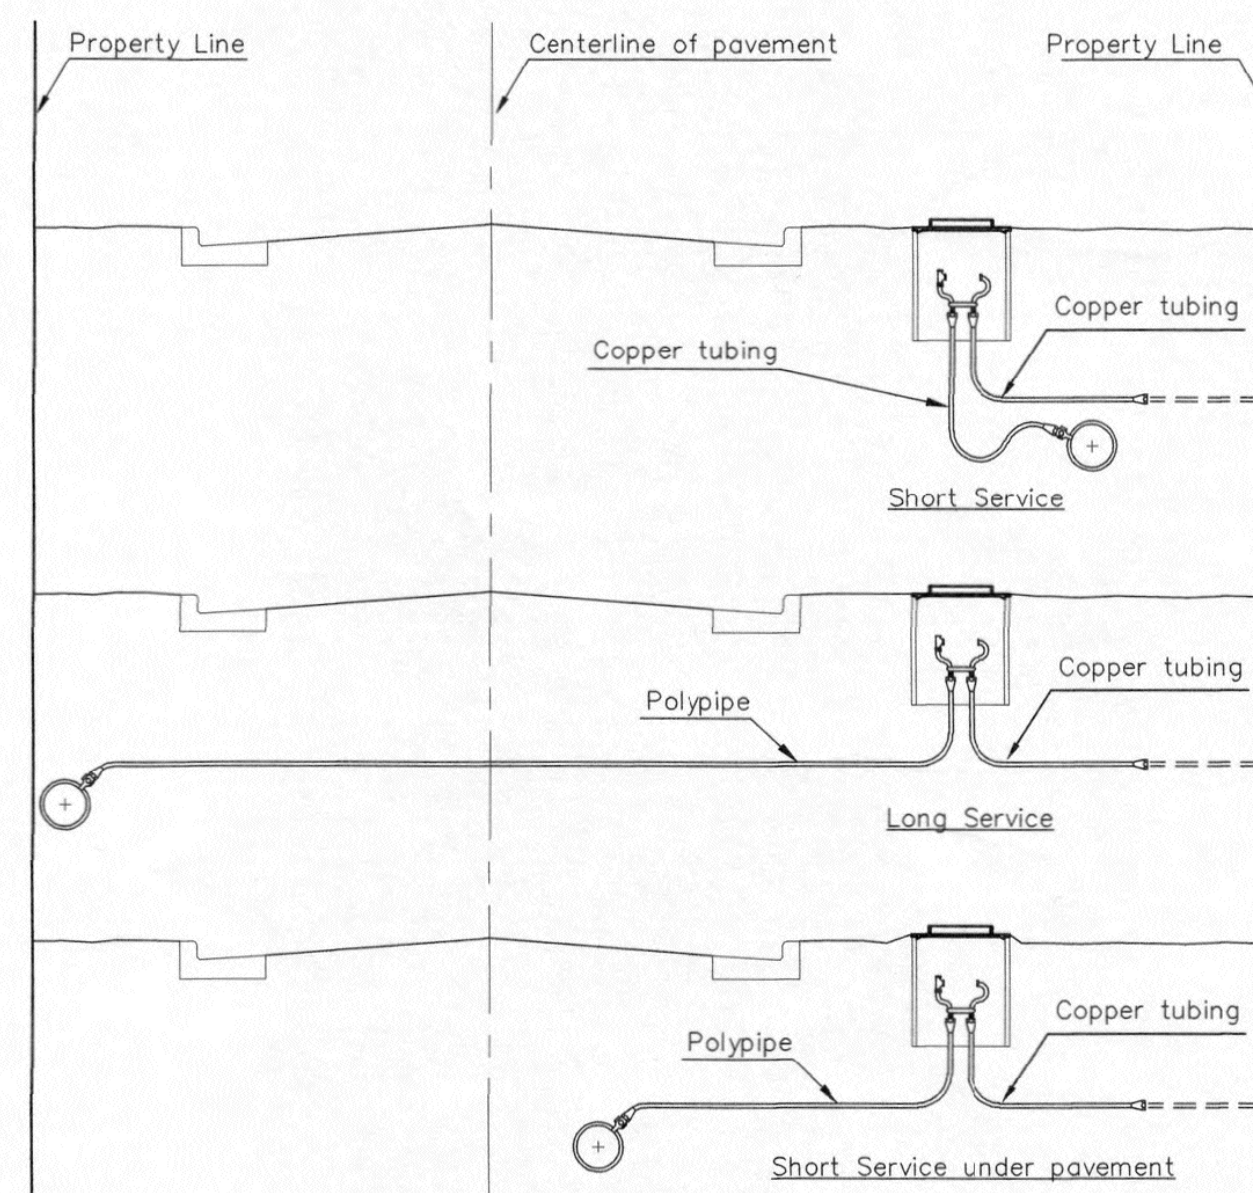 Property Line
Centerline of pavement
Property Line
Copper tubing
Copper tubing
Short Service
Copper tubing
Polypipe
Long Service
Copper tubing
Polypipe
Short Service under pavement